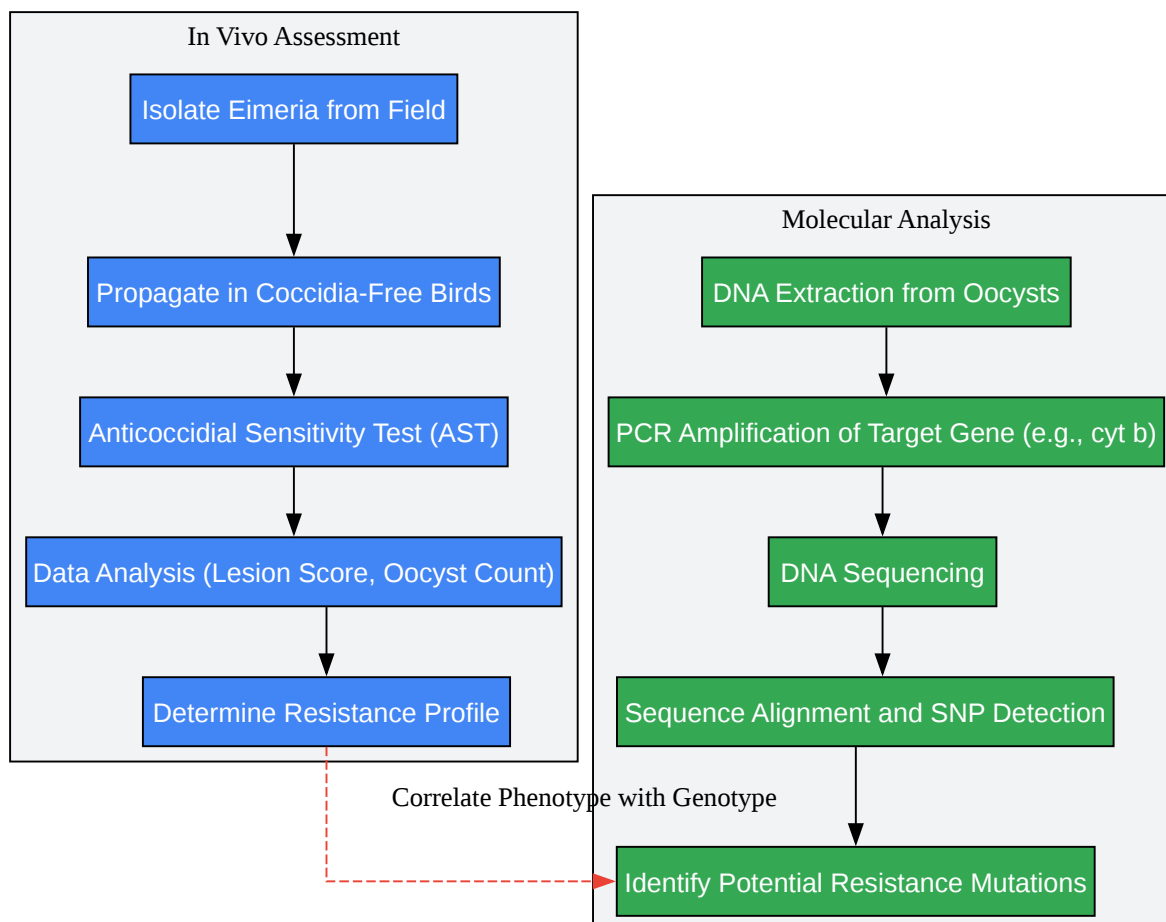 In Vivo Assessment
Isolate Eimeria from Field
Propagate in Coccidia-Free Birds
Anticoccidial Sensitivity Test (AST)
Data Analysis (Lesion Score, Oocyst Count)
Determine Resistance Profile
Molecular Analysis
DNA Extraction from Oocysts
PCR Amplification of Target Gene (e.g., cyt b)
DNA Sequencing
Sequence Alignment and SNP Detection
Correlate Phenotype with Genotype
Identify Potential Resistance Mutations